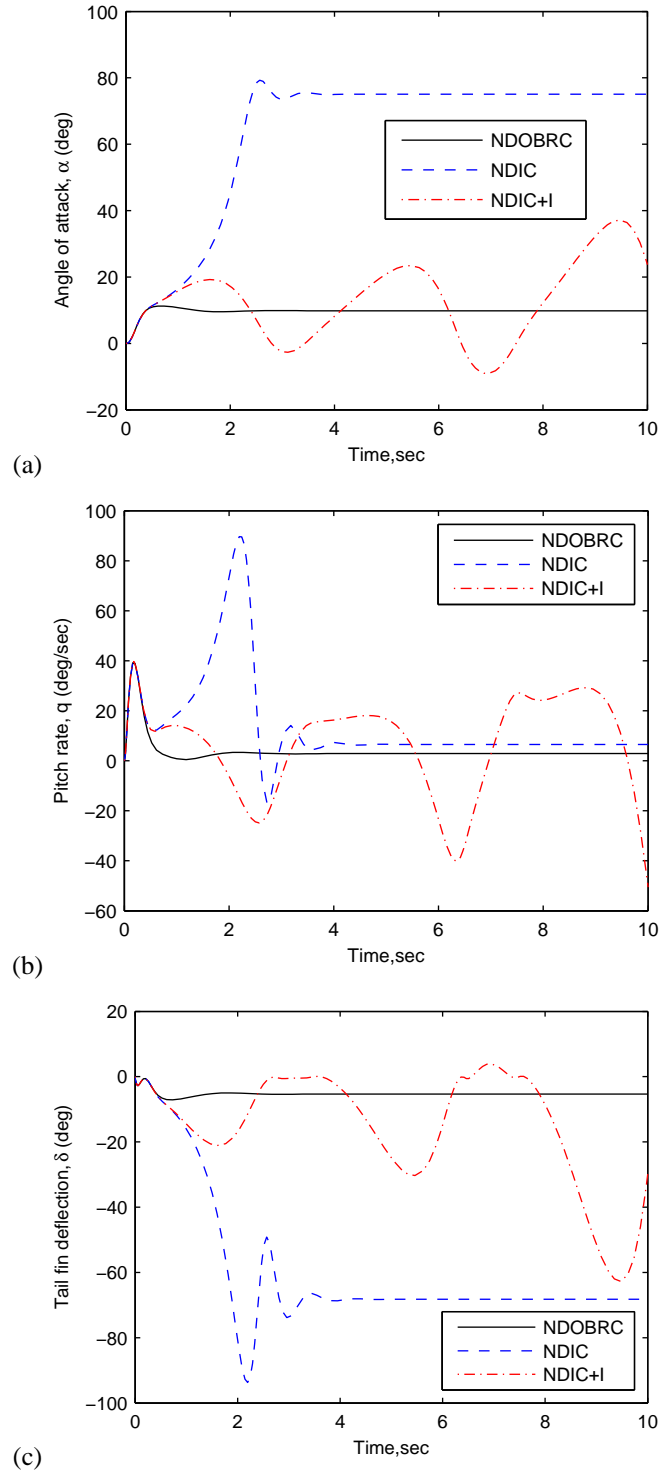 100
80
60
40
20
0
−20
Angle of attack, α (deg)
NDOBRC
NDIC
NDIC+I
0 2 4 6 8 10
Time,sec
(a)
100
80
60
40
20
0
−20
−40
−60
Pitch rate, q (deg/sec)
NDOBRC
NDIC
NDIC+I
0 2 4 6 8 10
Time,sec
(b)
20
0
−20
−40
−60
−80
−100
Tail fin deflection, δ (deg)
NDOBRC
NDIC
NDIC+I
0 2 4 6 8 10
Time,sec
(c)